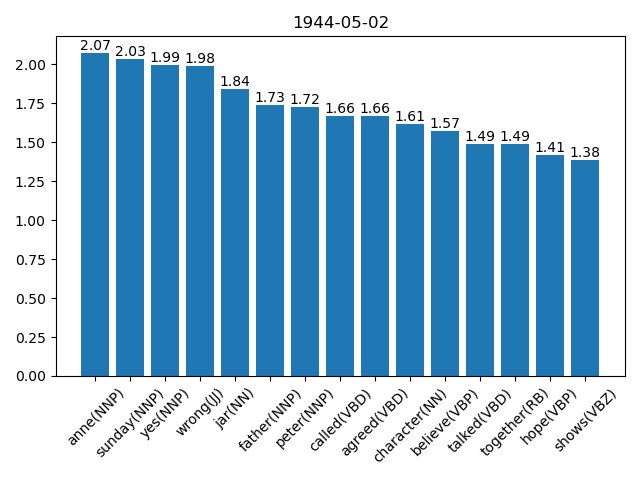 1944-05-02
2.07
2.03
1.99
1.98
1.84
1.73
1.72
1.66
1.66
1.61
1.57
1.49
1.49
1.41
1.38
2.00
1.75
1.50
1.25
1.00
0.75
0.50
0.25
0.00
anne(NNP)
sunday(NNP)
yes(NNP)
wrong(JJ)
jar(NN)
father(NNP)
peter(NNP)
called(VBD)
agreed(VBD)
character(NN)
believe(VBP)
talked(VBD)
together(RB)
hope(VBP)
shows(VBZ)